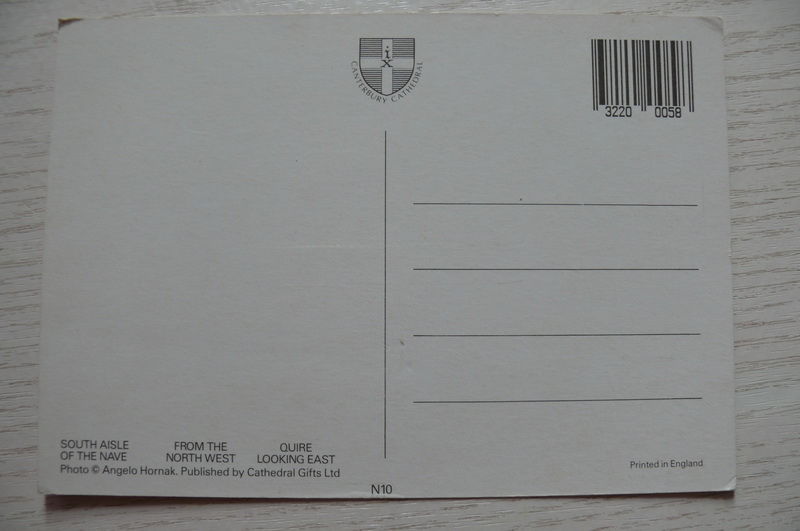 ix
CANTERBURY CATHEDRAL
3220 0058
SOUTH AISLE
OF THE NAVE
FROM THE
NORTH WEST
QUIRE
LOOKING EAST
Photo © Angelo Hornak. Published by Cathedral Gifts Ltd
Printed in England
N10